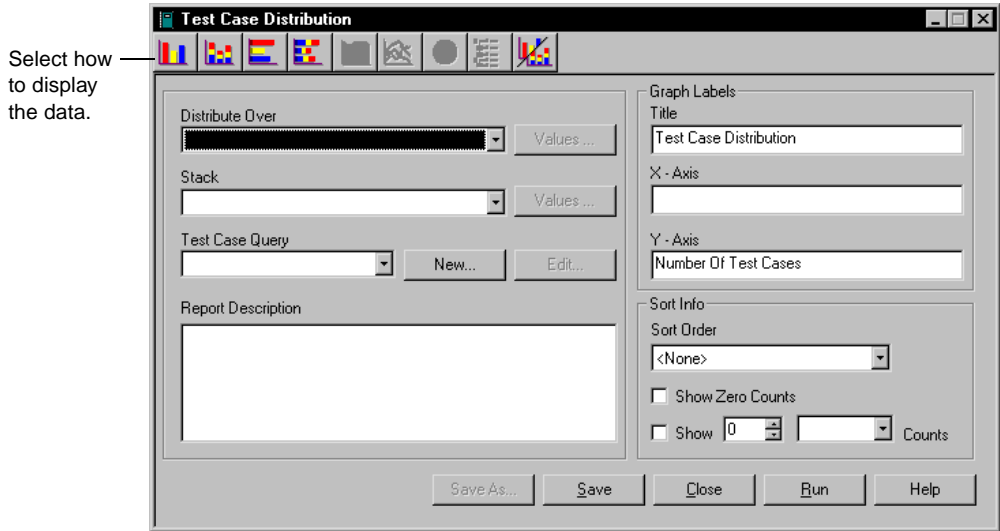 Test Case Distribution
Select how
to display
the data.
Distribute Over
Values ...
Stack
Values ...
Test Case Query
New...
Edit...
Report Description
Graph Labels
Title
Test Case Distribution
X - Axis
Y - Axis
Number Of Test Cases
Sort Info
Sort Order
<None>
Show Zero Counts
Show 0 Counts
Save As...
Save
Close
Run
Help